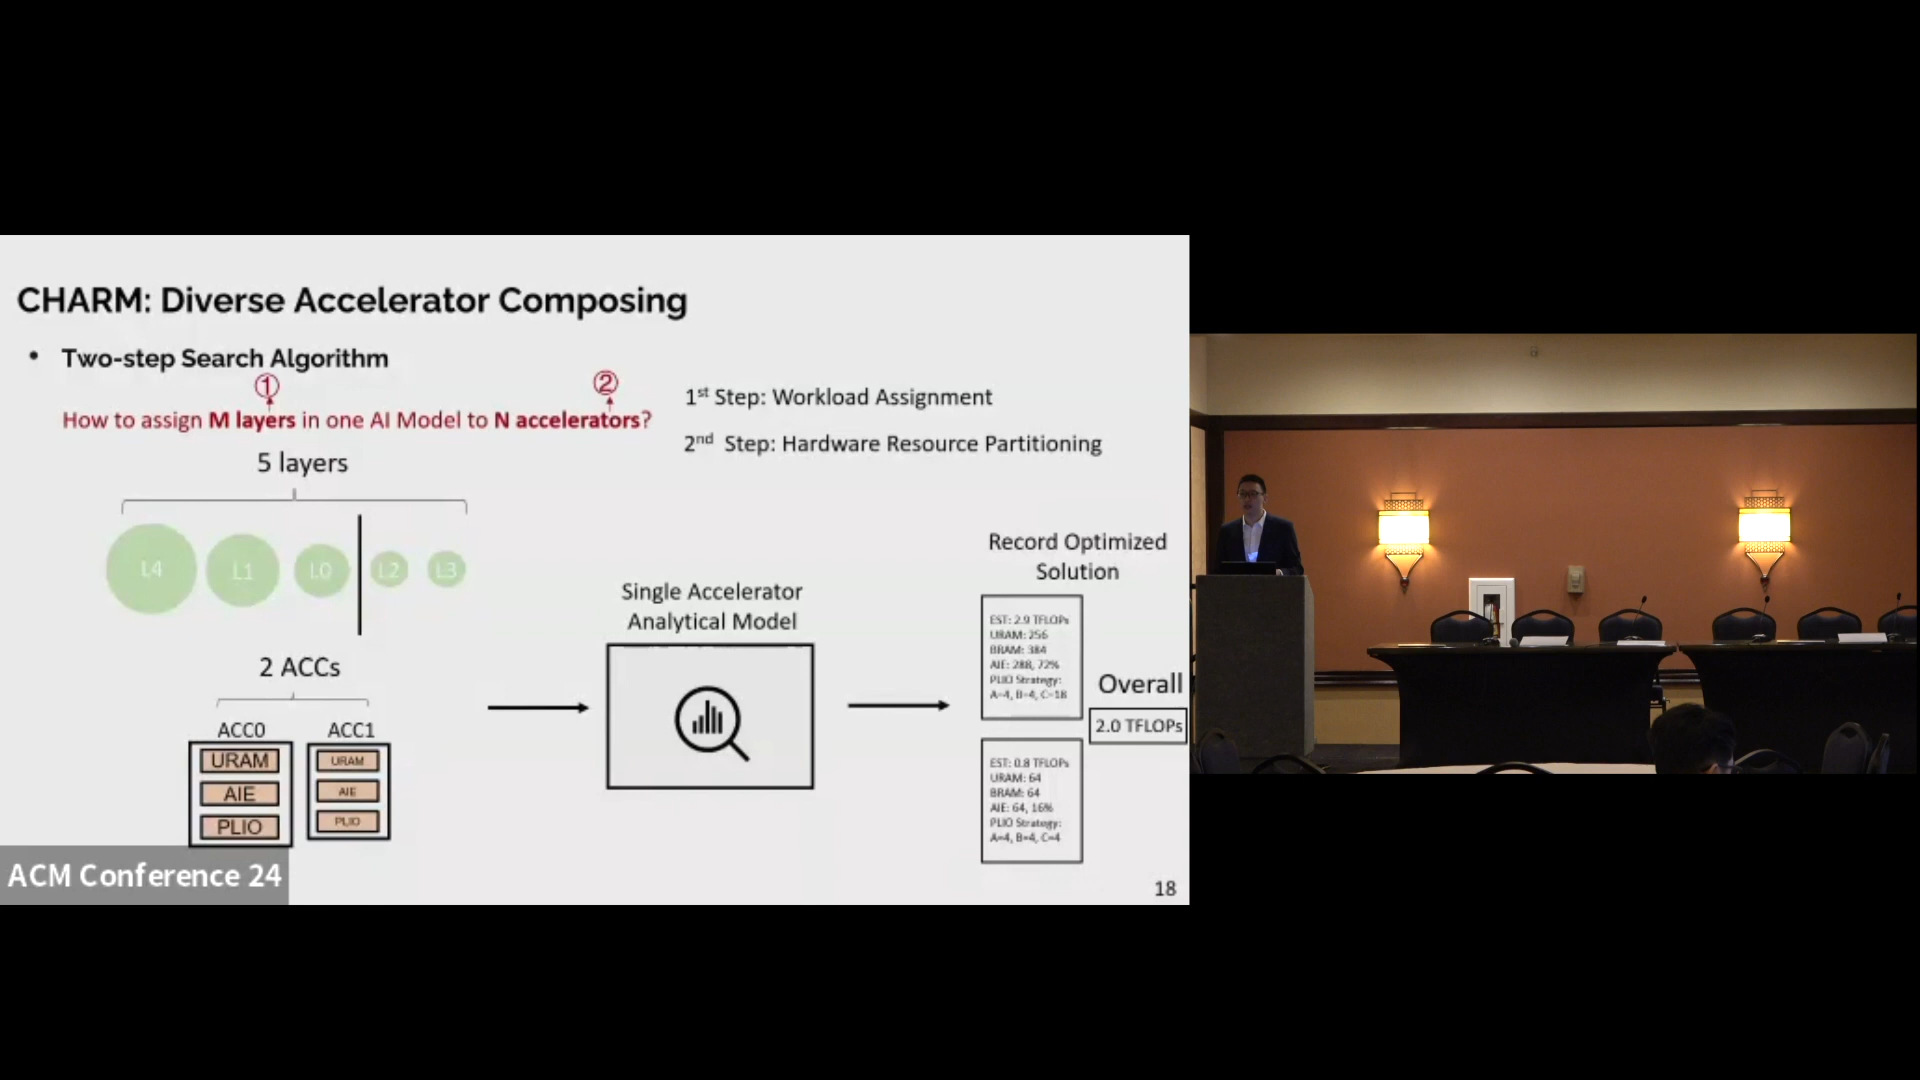 CHARM: Diverse Accelerator Composing
• Two-step Search Algorithm
① ②
How to assign M layers in one AI Model to N accelerators?
1st Step: Workload Assignment
2nd Step: Hardware Resource Partitioning
5 layers
L4 L1 L0 L2 L3
2 ACCs
ACC0 ACC1
URAM
AIE
PLIO
URAM
AIE
PLIO
Single Accelerator
Analytical Model
Record Optimized
Solution
EST: 2.9 TFLOPs
URAM: 256
BRAM: 384
AIE: 288, 72%
PLIO Strategy:
A=4, B=4, C=18
EST: 0.8 TFLOPs
URAM: 64
BRAM: 64
AIE: 64, 16%
PLIO Strategy:
A=4, B=4, C=4
Overall
2.0 TFLOPs
ACM Conference 24
18